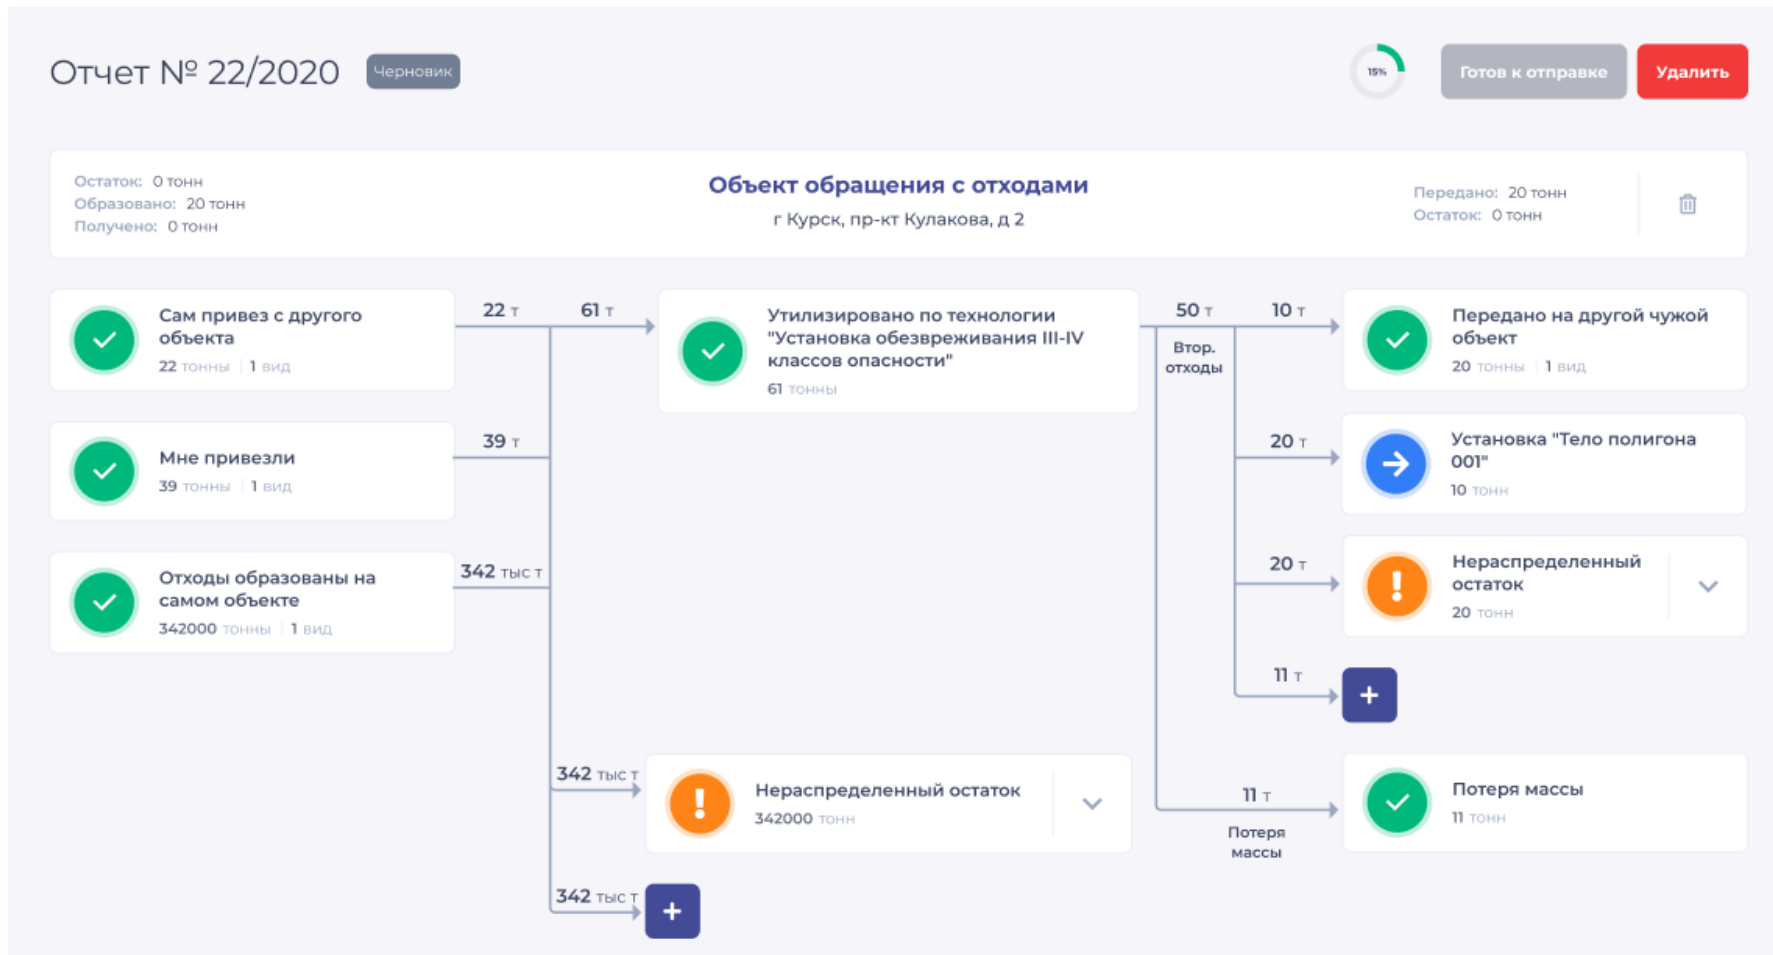 Отчет № 22/2020
Черновик
15%
Готов к отправке
Удалить
Остаток: 0 тонн
Образовано: 20 тонн
Получено: 0 тонн
Объект обращения с отходами
г Курск, пр-кт Кулакова, д 2
Передано: 20 тонн
Остаток: 0 тонн
Сам привез с другого
объекта
22 тонны 1 вид
22 т
61 т
Утилизировано по технологии
"Установка обезвреживания III-IV
классов опасности"
61 тонны
50 т
Втор.
отходы
10 т
Передано на другой чужой
объект
20 тонны 1 вид
Мне привезли
39 тонны 1 вид
39 т
20 т
Установка "Тело полигона
001"
10 тонн
Отходы образованы на
самом объекте
342000 тонны 1 вид
342 тыс т
20 т
Нераспределенный
остаток
20 тонн
11 т
342 тыс т
Нераспределенный остаток
342000 тонн
11 т
Потеря
массы
Потеря массы
11 тонн
342 тыс т